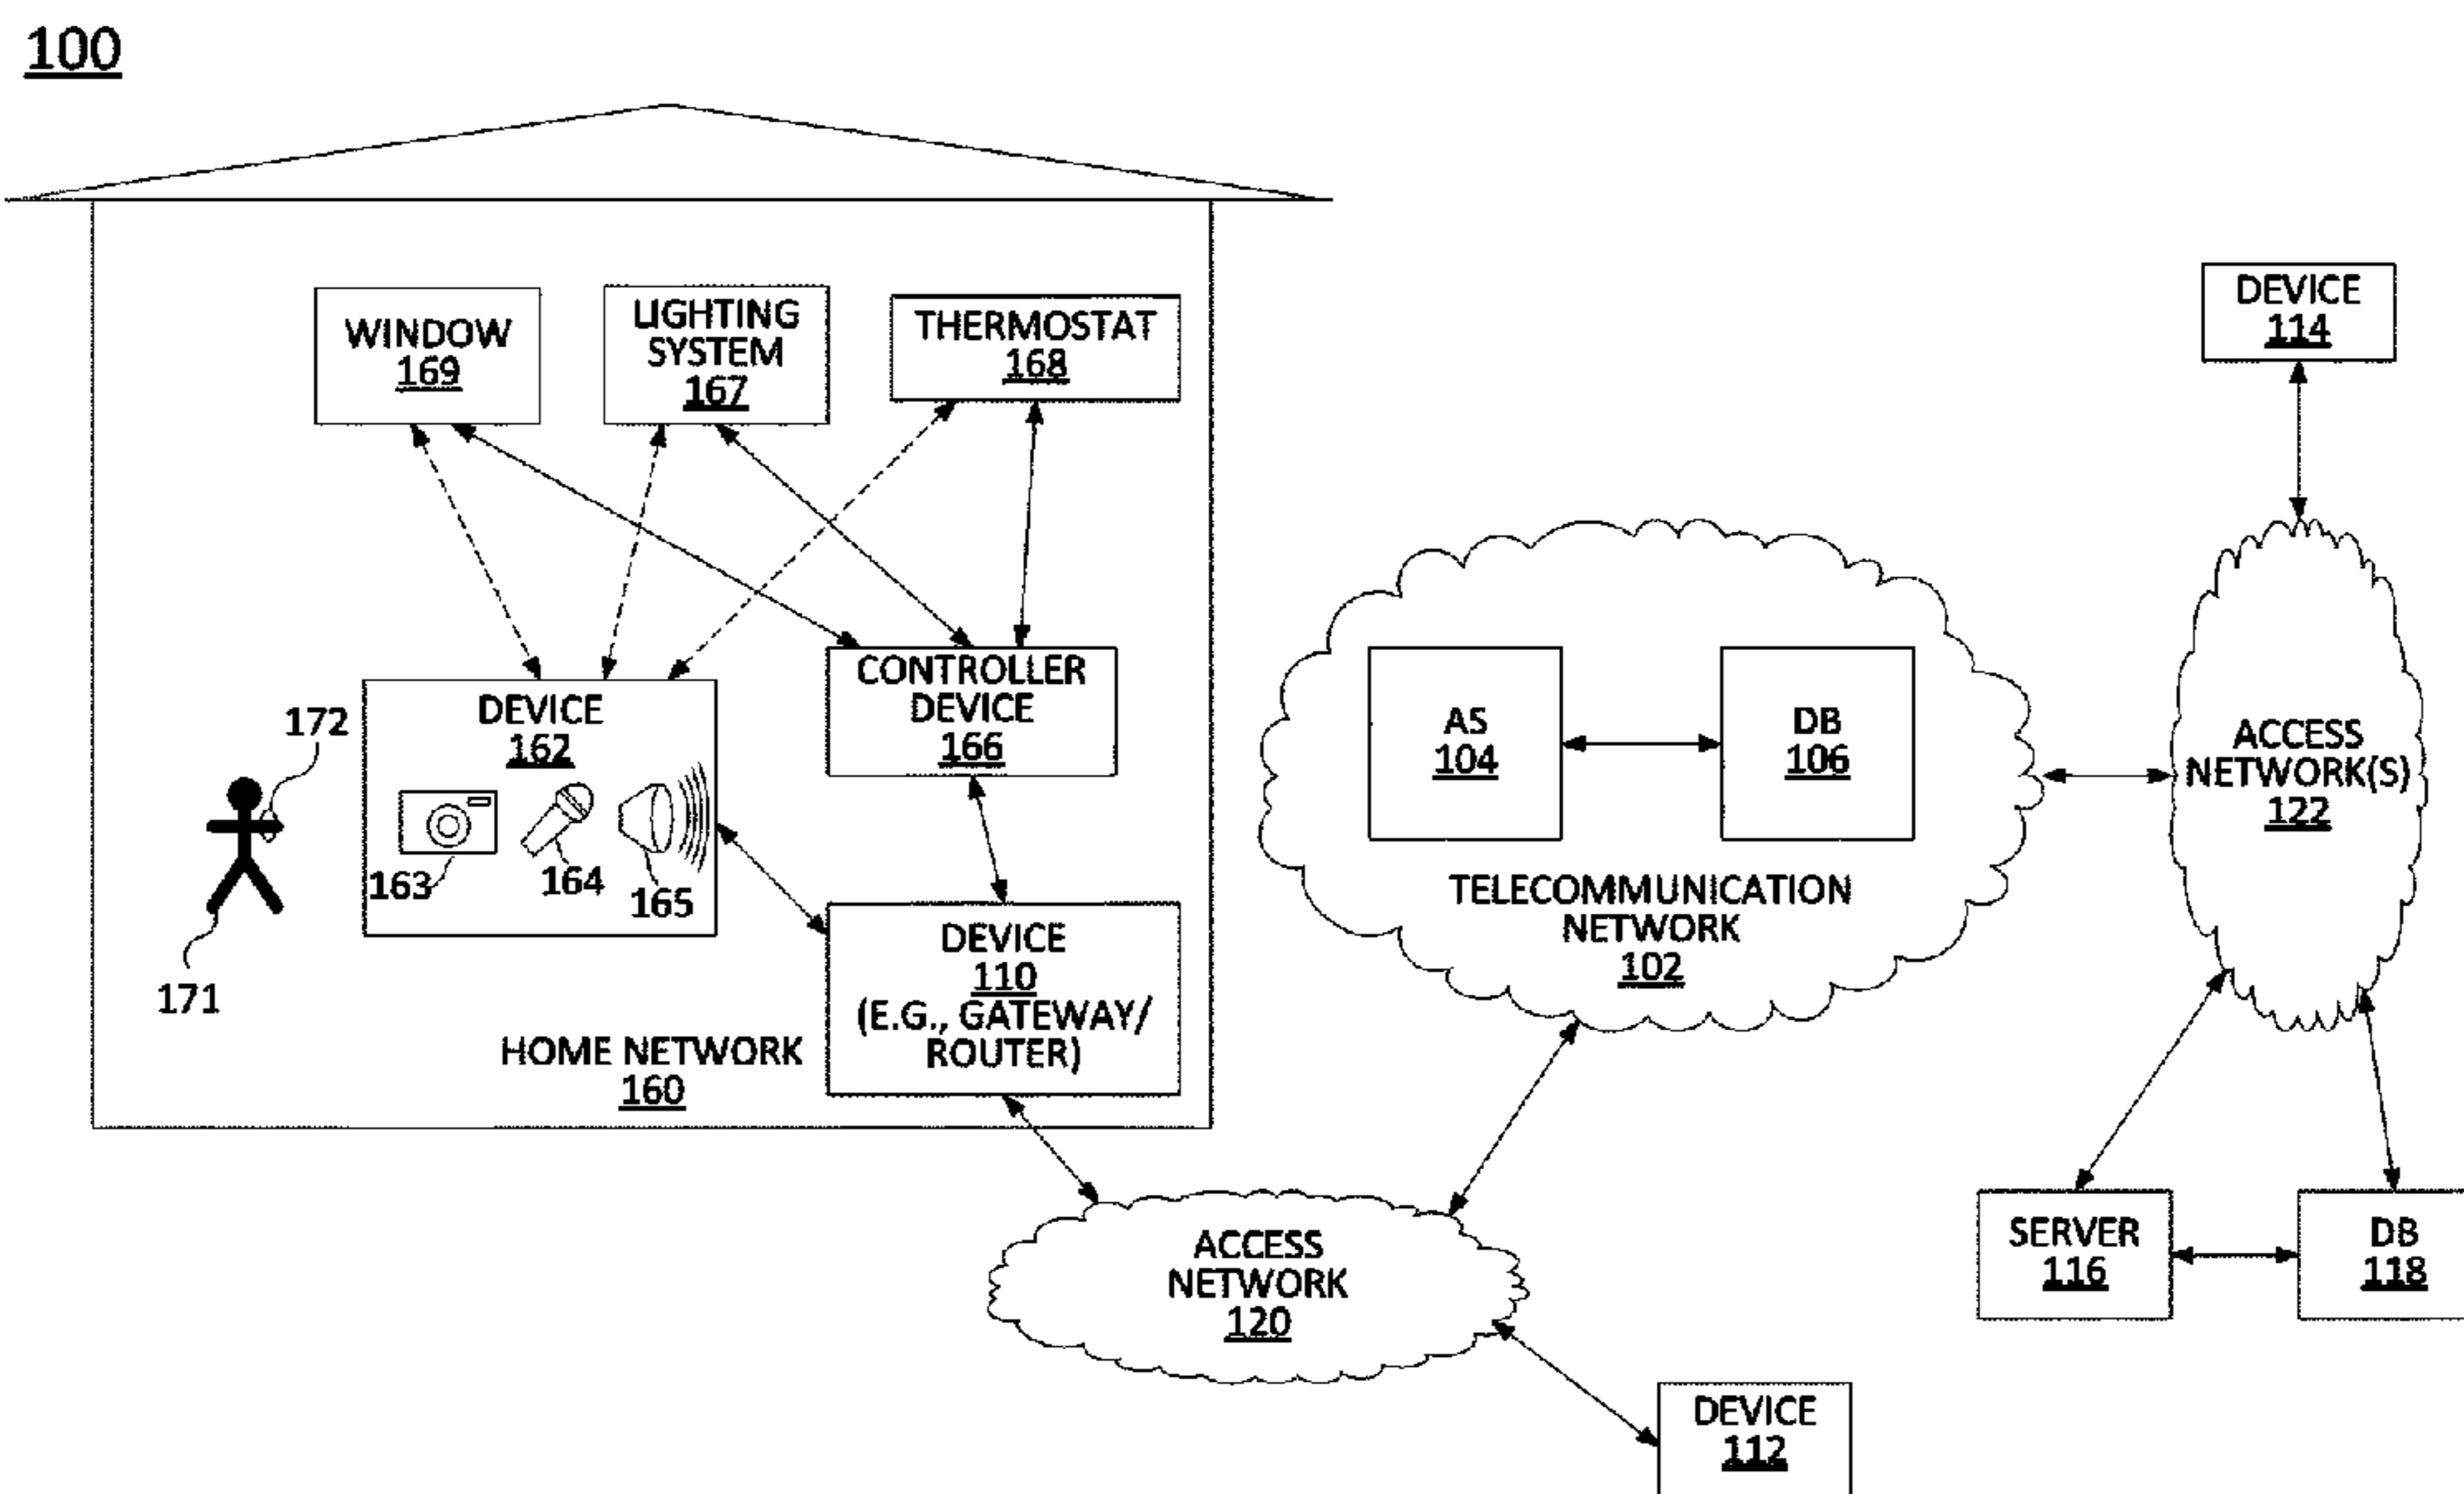 100
WINDOW
169
LIGHTING
SYSTEM
167
THERMOSTAT
168
DEVICE
162
163
164
165
CONTROLLER
DEVICE
166
172
171
DEVICE
110
(E.G., GATEWAY/
ROUTER)
HOME NETWORK
160
AS
104
DB
106
TELECOMMUNICATION
NETWORK
102
DEVICE
114
ACCESS
NETWORK(S)
122
SERVER
116
DB
118
ACCESS
NETWORK
120
DEVICE
112